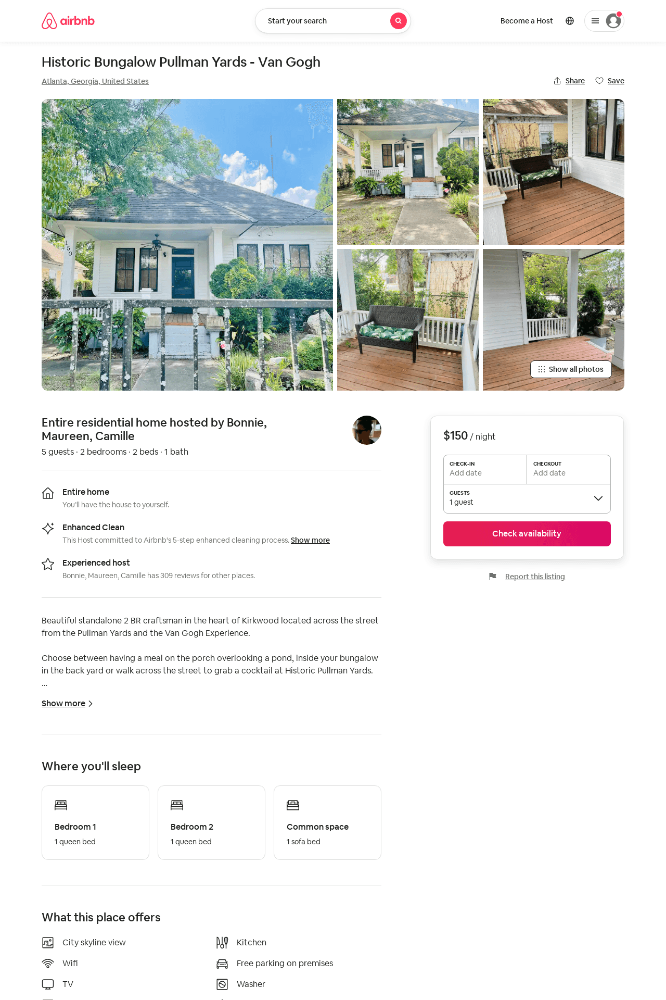 airbnb
Start your search
Become a Host
Historic Bungalow Pullman Yards - Van Gogh
Atlanta, Georgia, United States
Share
Save
150
Show all photos
Entire residential home hosted by Bonnie,
Maureen, Camille
5 guests · 2 bedrooms · 2 beds · 1 bath
Entire home
You'll have the house to yourself.
Enhanced Clean
This Host committed to Airbnb's 5-step enhanced cleaning process. Show more
Experienced host
Bonnie, Maureen, Camille has 309 reviews for other places.
$150 / night
CHECK-IN
Add date
CHECKOUT
Add date
GUESTS
1 guest
Check availability
Report this listing
Beautiful standalone 2 BR craftsman in the heart of Kirkwood located across the street
from the Pullman Yards and the Van Gogh Experience.
Choose between having a meal on the porch overlooking a pond, inside your bungalow
in the back yard or walk across the street to grab a cocktail at Historic Pullman Yards.
...
Show more
Where you'll sleep
Bedroom 1
1 queen bed
Bedroom 2
1 queen bed
Common space
1 sofa bed
What this place offers
City skyline view
Kitchen
Wifi
Free parking on premises
TV
Washer